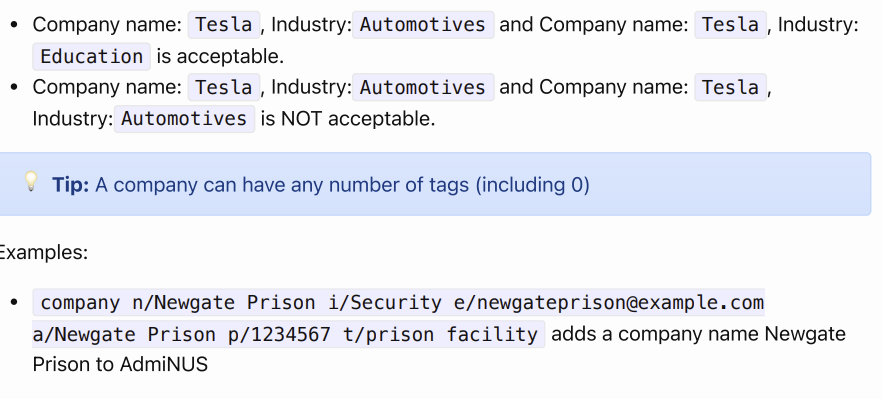 • Company name: Tesla, Industry: Automotives and Company name: Tesla, Industry:
Education is acceptable.
• Company name: Tesla, Industry: Automotives and Company name: Tesla,
Industry: Automotives is NOT acceptable.
💡 Tip: A company can have any number of tags (including 0)
Examples:
• company n/Newgate Prison i/Security e/newgateprison@example.com
a/Newgate Prison p/1234567 t/prison facility adds a company name Newgate
Prison to AdmiNUS